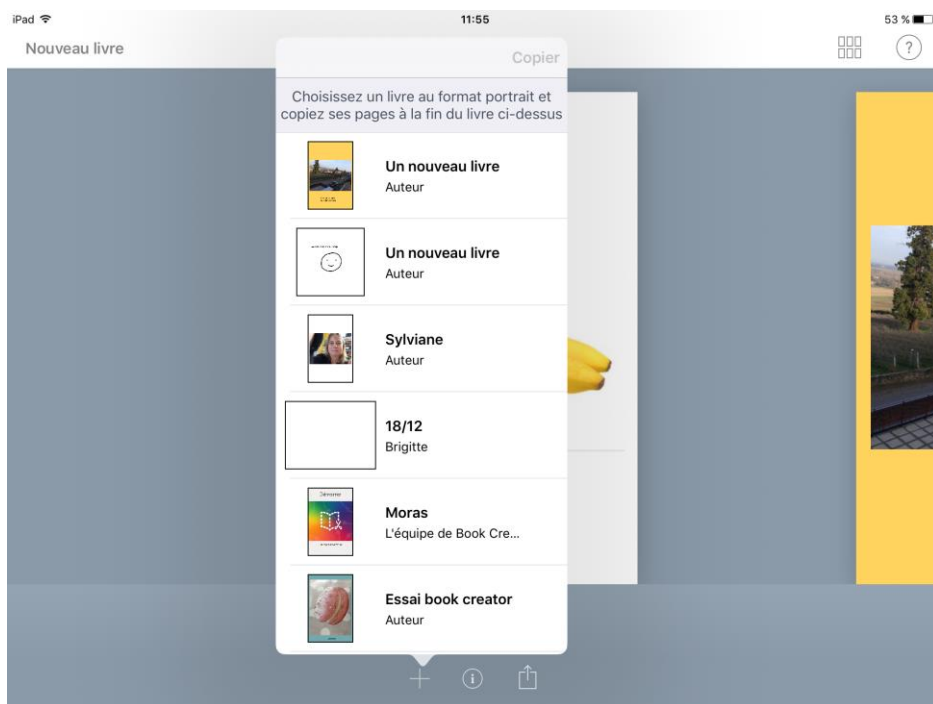 iPad
11:55
53 %
Nouveau livre
?
Copier
Choisissez un livre au format portrait et
copiez ses pages à la fin du livre ci-dessus
Un nouveau livre
Auteur
Un nouveau livre
Auteur
Sylviane
Auteur
18/12
Brigitte
Moras
L'équipe de Book Cre...
Essai book creator
Auteur